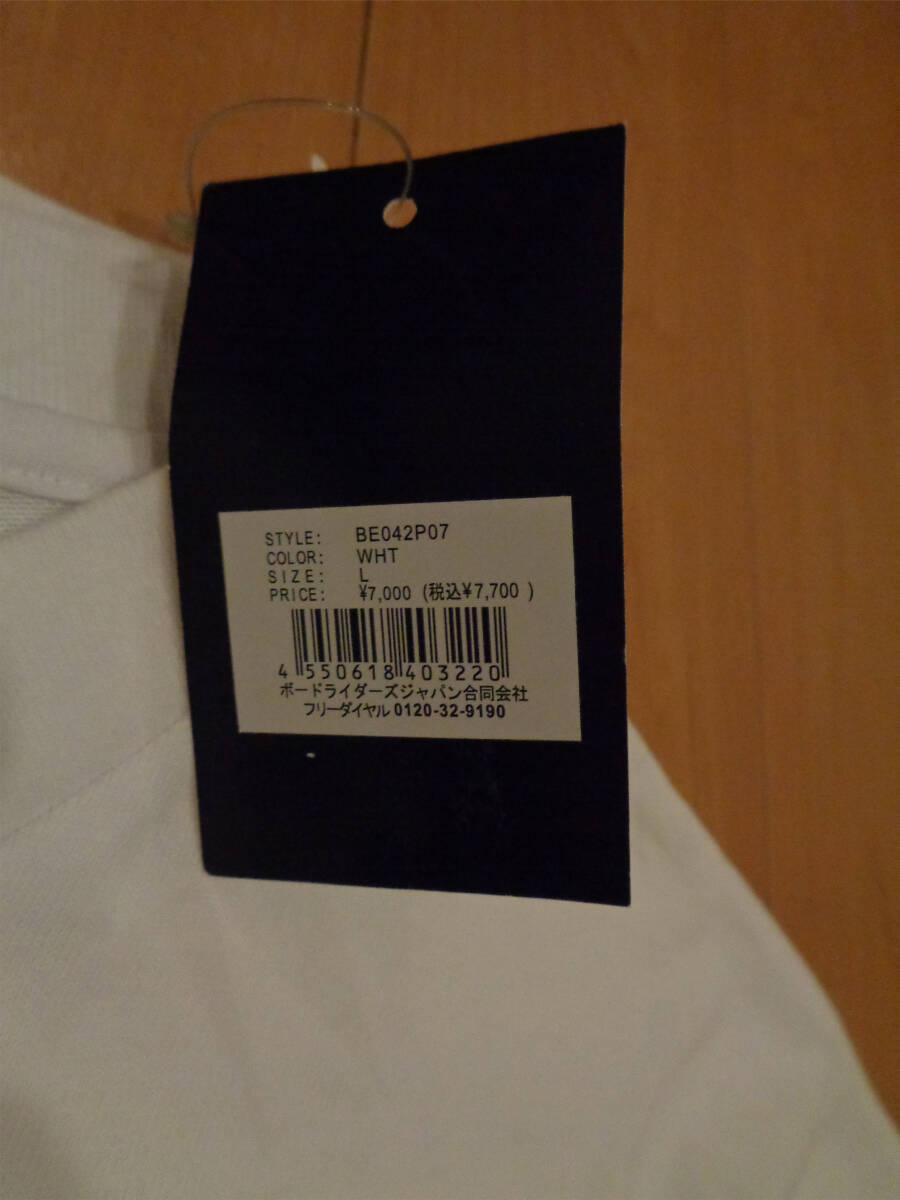 STYLE: BE042P07
COLOR: WHT
SIZE: L
PRICE: ¥7,000 (税込¥7,700 )
4 550618 403220
ボードライダーズジャパン合同会社
フリーダイヤル 0120-32-9190